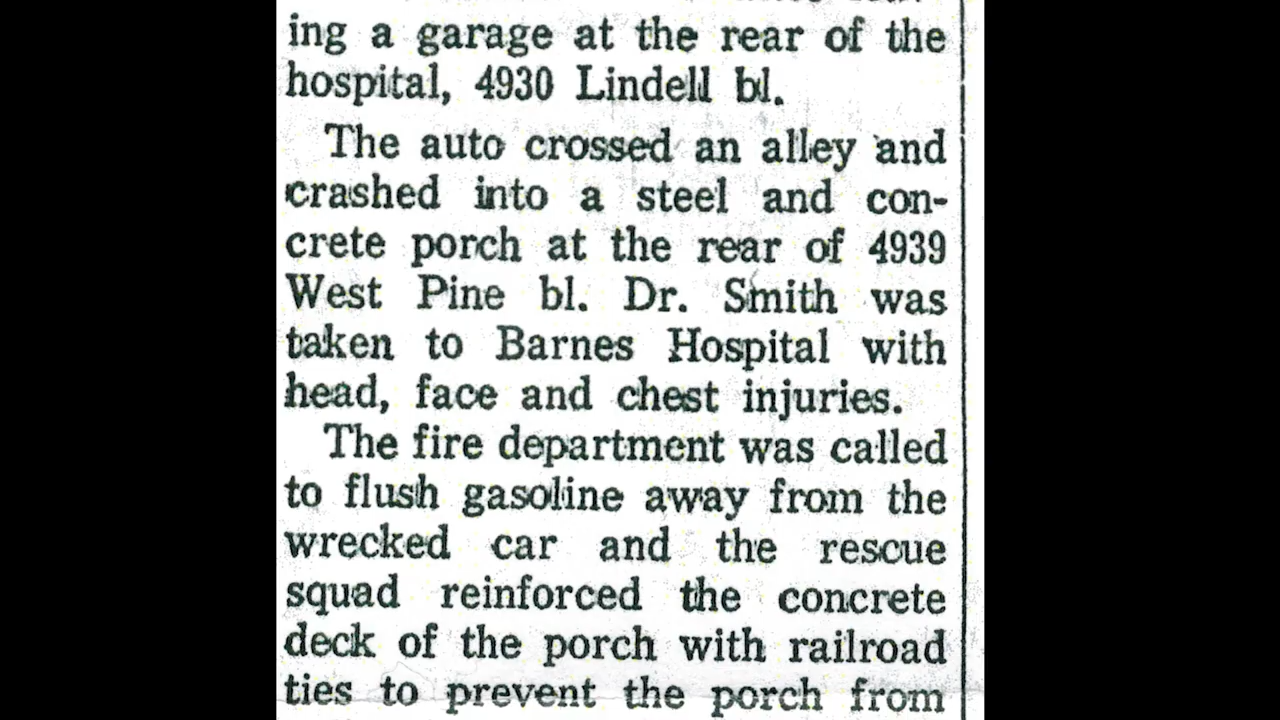 ing a garage at the rear of the
hospital, 4930 Lindell bl.
The auto crossed an alley and
crashed into a steel and con-
crete porch at the rear of 4939
West Pine bl. Dr. Smith was
taken to Barnes Hospital with
head, face and chest injuries.
The fire department was called
to flush gasoline away from the
wrecked car and the rescue
squad reinforced the concrete
deck of the porch with railroad
ties to prevent the porch from